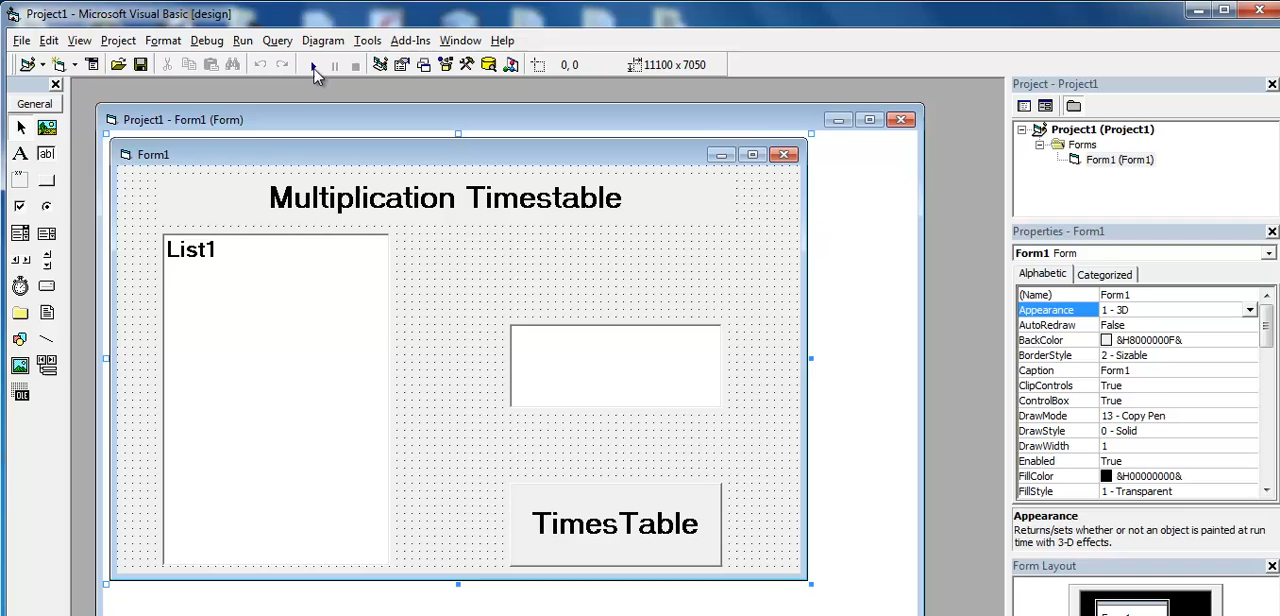 Project1 - Microsoft Visual Basic [design]
File Edit View Project Format Debug Run Query Diagram Tools Add-Ins Window Help
0, 0 11100 x 7050
General
A ab|
OLE
Project1 - Form1 (Form)
Form1
Multiplication Timestable
List1
TimesTable
Project - Project1
Project1 (Project1)
Forms
Form1 (Form1)
Properties - Form1
Form1 Form
Alphabetic Categorized
(Name) Form1
Appearance 1 - 3D
AutoRedraw False
BackColor &H8000000F&
BorderStyle 2 - Sizable
Caption Form1
ClipControls True
ControlBox True
DrawMode 13 - Copy Pen
DrawStyle 0 - Solid
DrawWidth 1
Enabled True
FillColor &H00000000&
FillStyle 1 - Transparent
Appearance
Returns/sets whether or not an object is painted at run
time with 3-D effects.
Form Layout